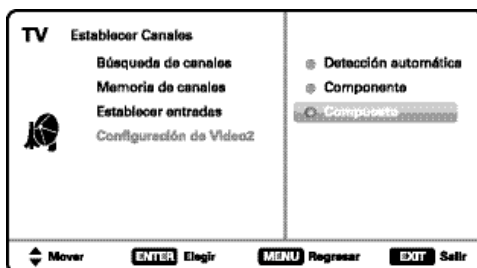 TV Establecer Canales
Búsqueda de canales
Memoria de canales
Establecer entradas
Configuración de Video2
Detección automática
Componente
Compuesto
Mover ENTER Elegir MENU Regresar EXIT Salir